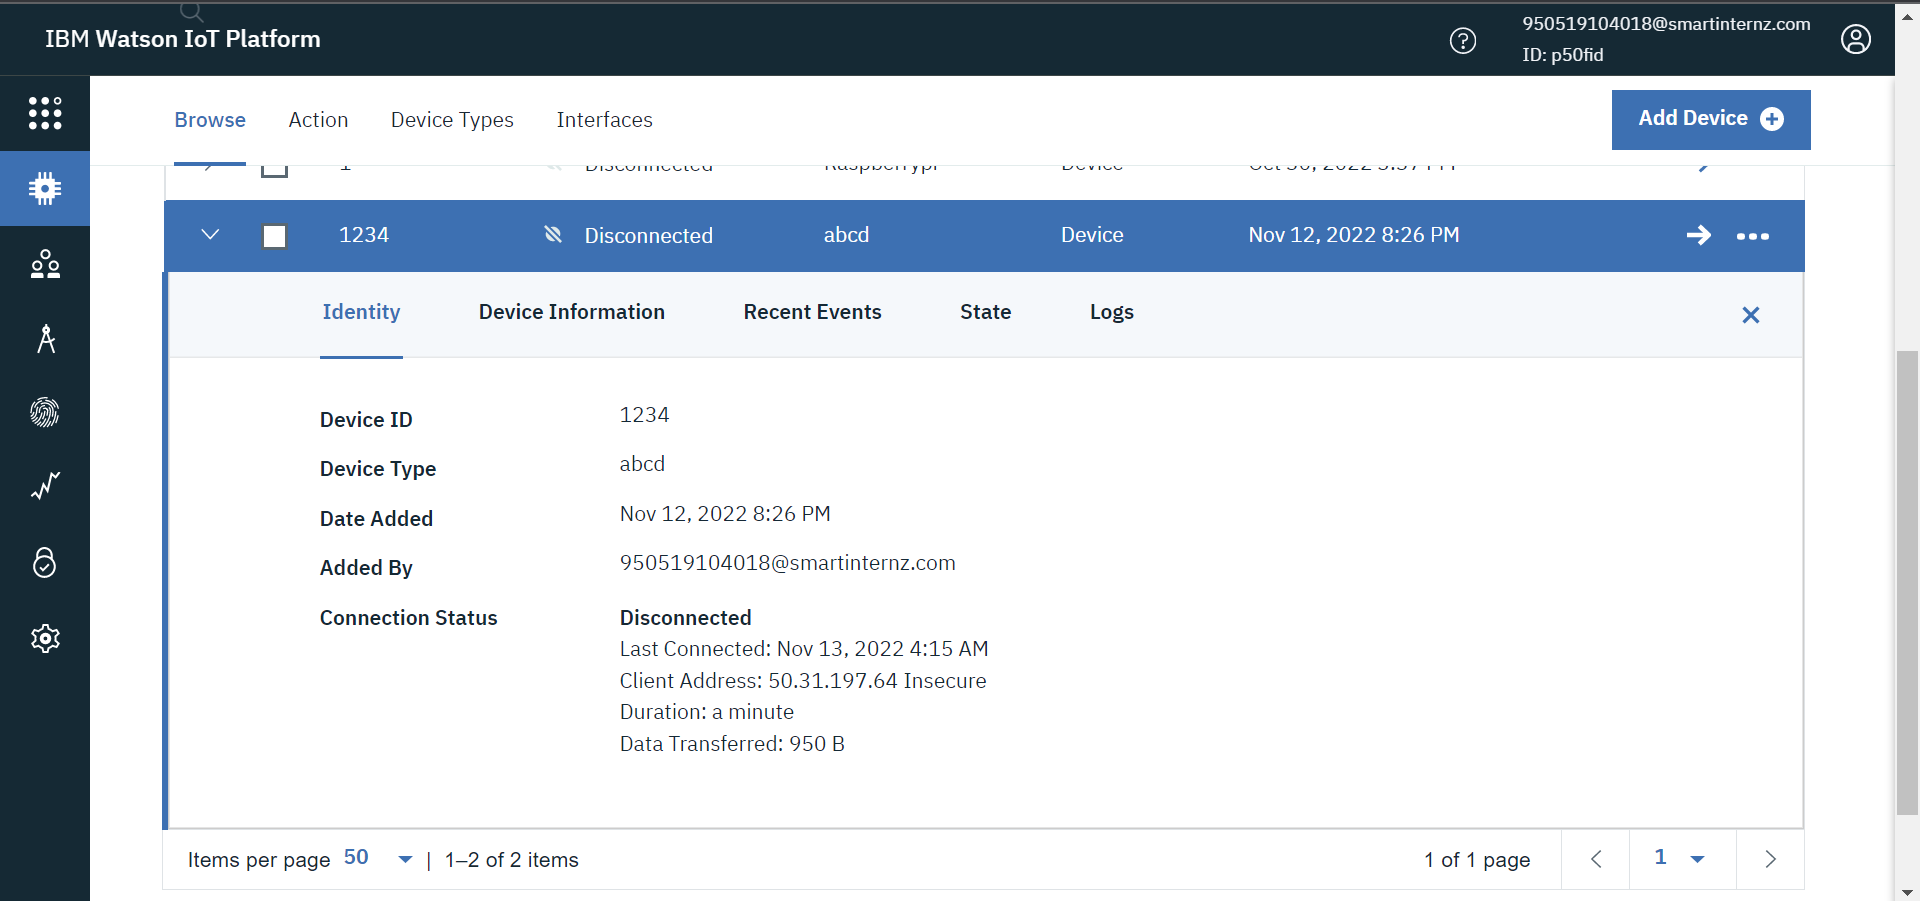 IBM Watson IoT Platform
950519104018@smartinternz.com
ID: p50fid
Browse Action Device Types Interfaces
Add Device
1234 Disconnected abcd Device Nov 12, 2022 8:26 PM
Identity Device Information Recent Events State Logs
Device ID 1234
Device Type abcd
Date Added Nov 12, 2022 8:26 PM
Added By 950519104018@smartinternz.com
Connection Status Disconnected
Last Connected: Nov 13, 2022 4:15 AM
Client Address: 50.31.197.64 Insecure
Duration: a minute
Data Transferred: 950 B
Items per page 50 | 1–2 of 2 items 1 of 1 page 1